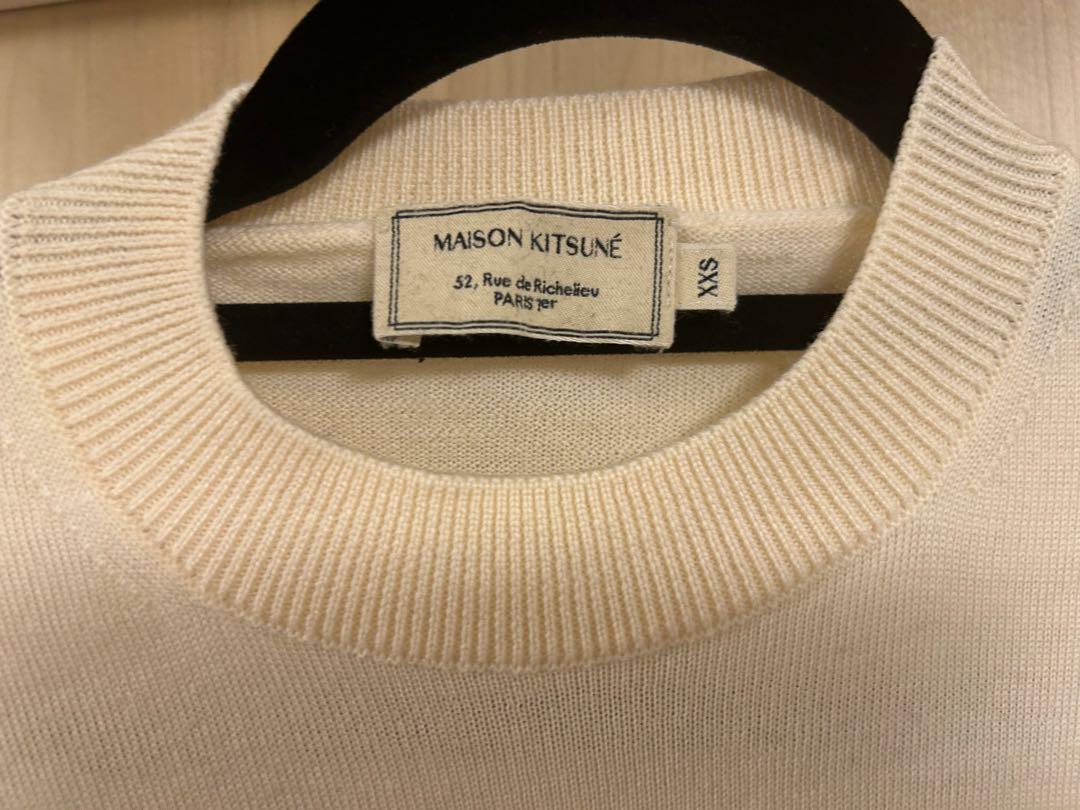 MAISON KITSUNÉ
52, Rue de Richelieu
PARIS 1er
XXS